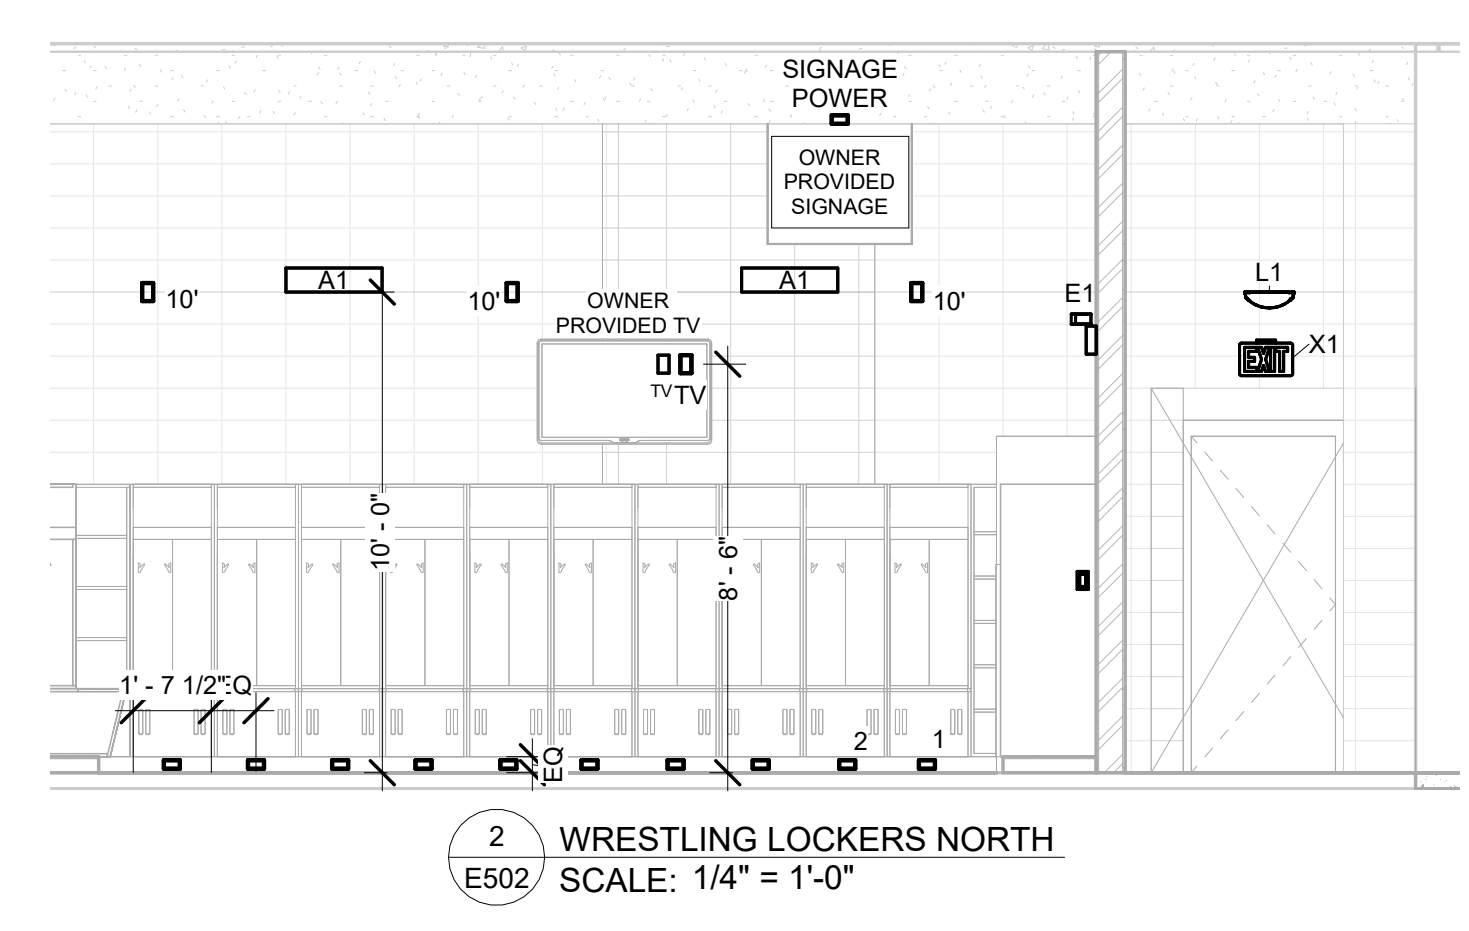 SIGNAGE
POWER
OWNER
PROVIDED
SIGNAGE
A1
A1
L1
10'
10'
10'
E1
OWNER
PROVIDED TV
X1
EXIT
TV TV
10' - 0"
8' - 6"
1' - 7 1/2" EQ
2
1
EQ
2
WRESTLING LOCKERS NORTH
E502
SCALE: 1/4" = 1'-0"